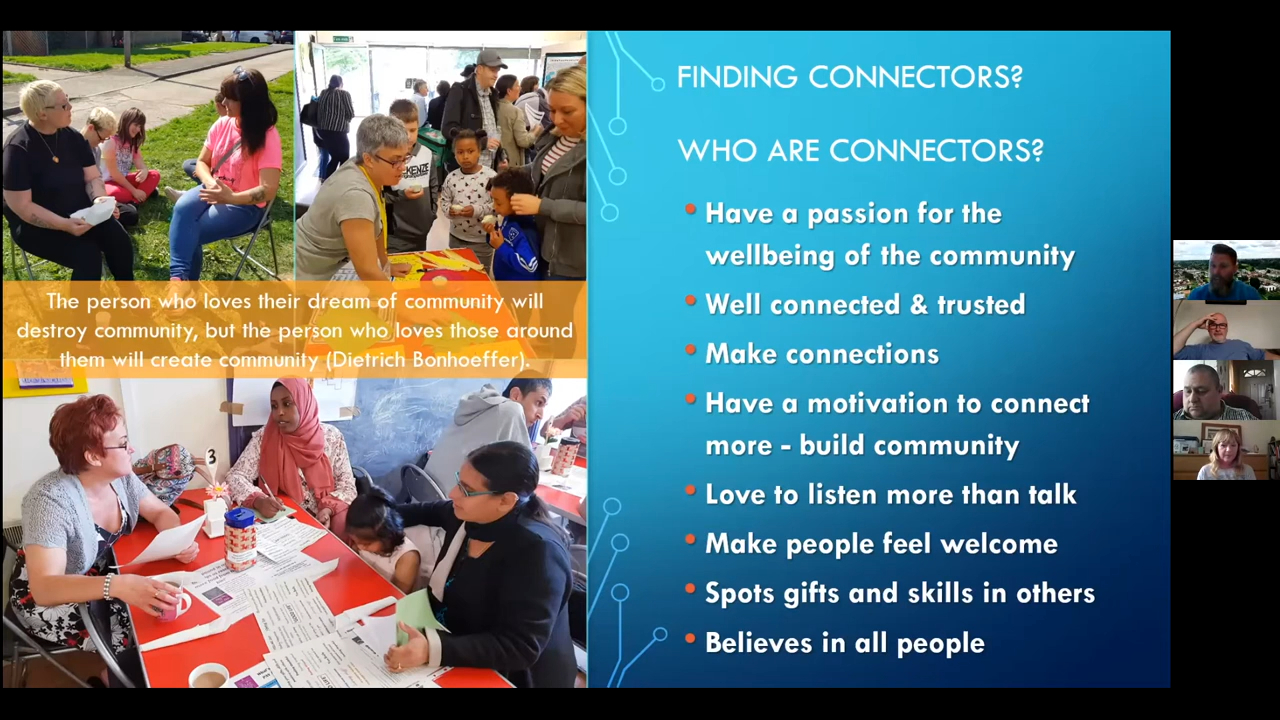 FINDING CONNECTORS?
WHO ARE CONNECTORS?
• Have a passion for the
wellbeing of the community
• Well connected & trusted
• Make connections
• Have a motivation to connect
more - build community
• Love to listen more than talk
• Make people feel welcome
• Spots gifts and skills in others
• Believes in all people
The person who loves their dream of community will
destroy community, but the person who loves those around
them will create community (Dietrich Bonhoeffer).
3